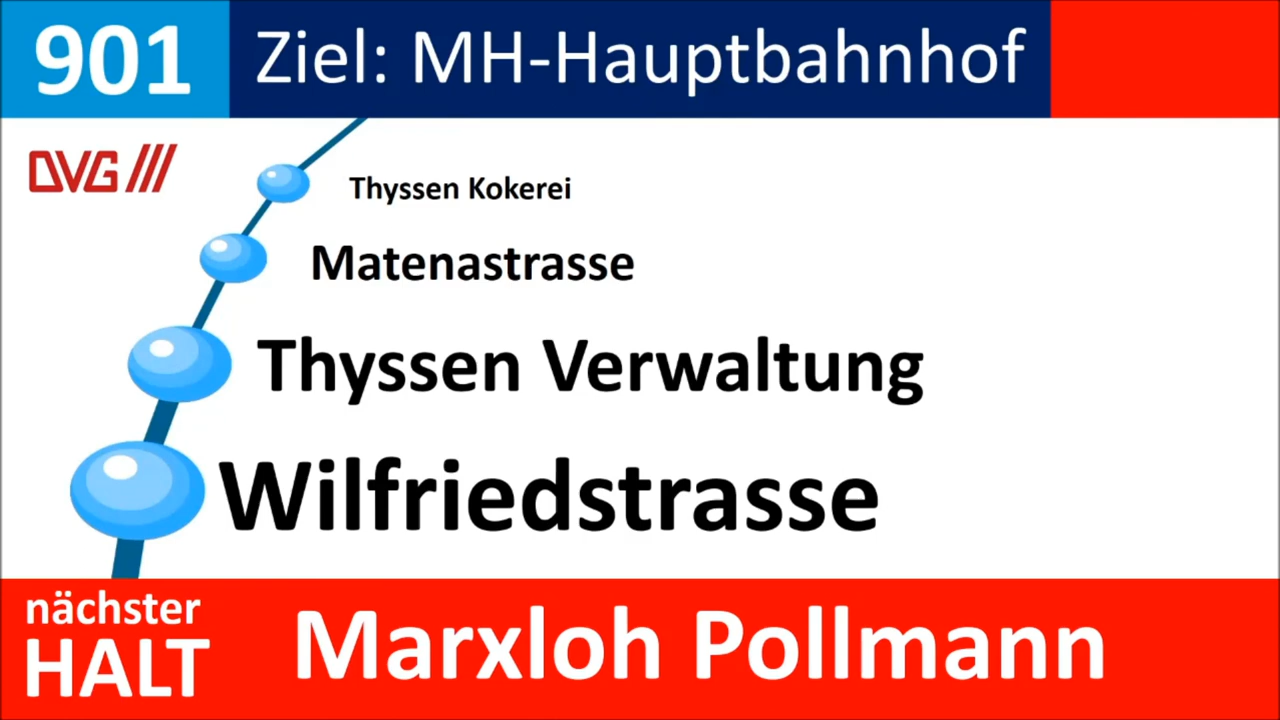 901 Ziel: MH-Hauptbahnhof
DVG
Thyssen Kokerei
Matenastrasse
Thyssen Verwaltung
Wilfriedstrasse
nächster
HALT
Marxloh Pollmann